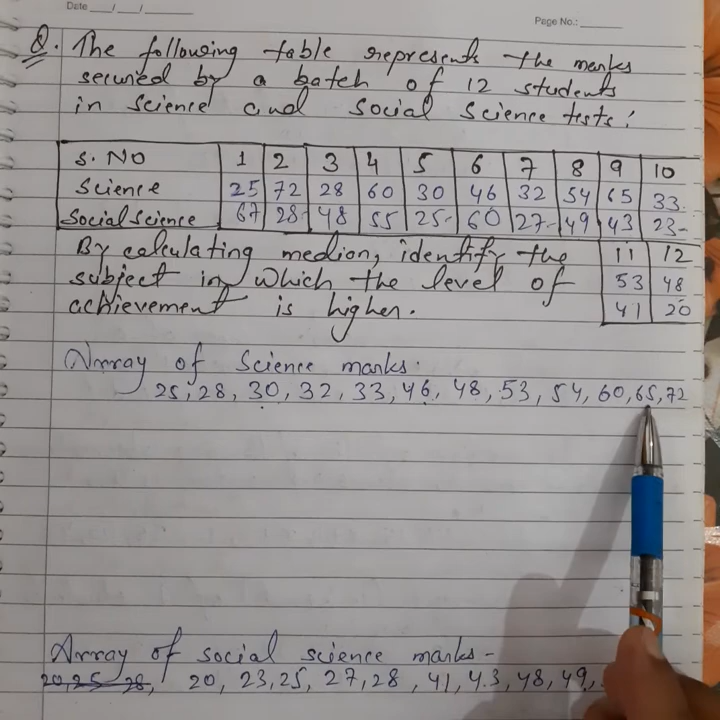 Date ___/___/___
Page No.: ______
Q. The following table represents the marks
secured by a batch of 12 students
in science and social science tests:
S. NO 1 2 3 4 5 6 7 8 9 10
Science 25 72 28 60 30 46 32 54 65 33
Social science 67 28 48 55 25 60 27 49 43 23
By calculating median, identify the 11 12
subject in which the level of 53 48
achievement is higher. 41 20
Array of Science marks.
25, 28, 30, 32, 33, 46, 48, 53, 54, 60, 65, 72
Array of social science marks -
20, 25 28, 20, 23, 25, 27, 28, 41, 43, 48, 49,